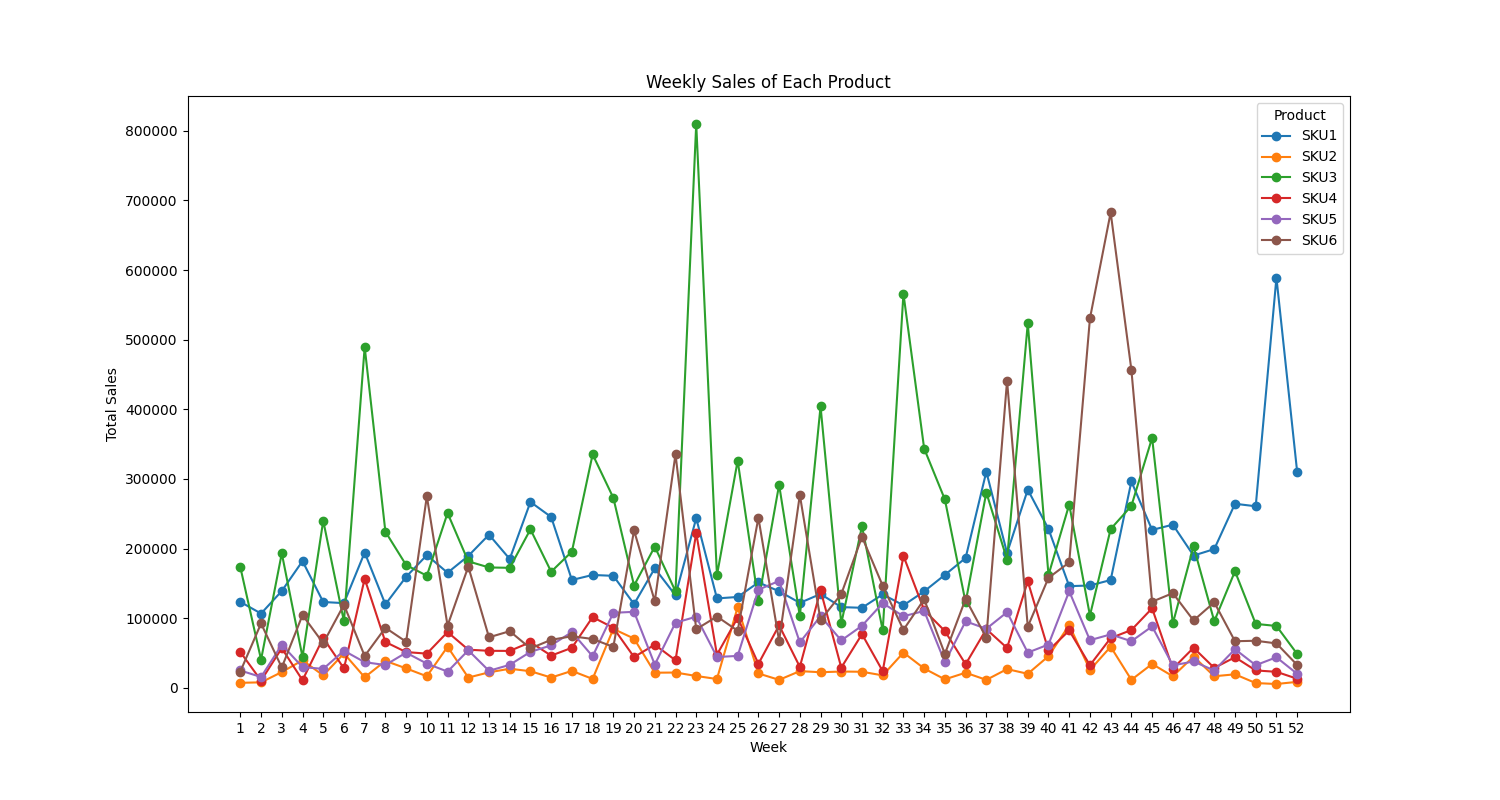 Weekly Sales of Each Product
Product
SKU1
SKU2
SKU3
SKU4
SKU5
SKU6
800000
700000
600000
500000
400000
300000
200000
100000
0
Total Sales
1 2 3 4 5 6 7 8 9 10 11 12 13 14 15 16 17 18 19 20 21 22 23 24 25 26 27 28 29 30 31 32 33 34 35 36 37 38 39 40 41 42 43 44 45 46 47 48 49 50 51 52
Week